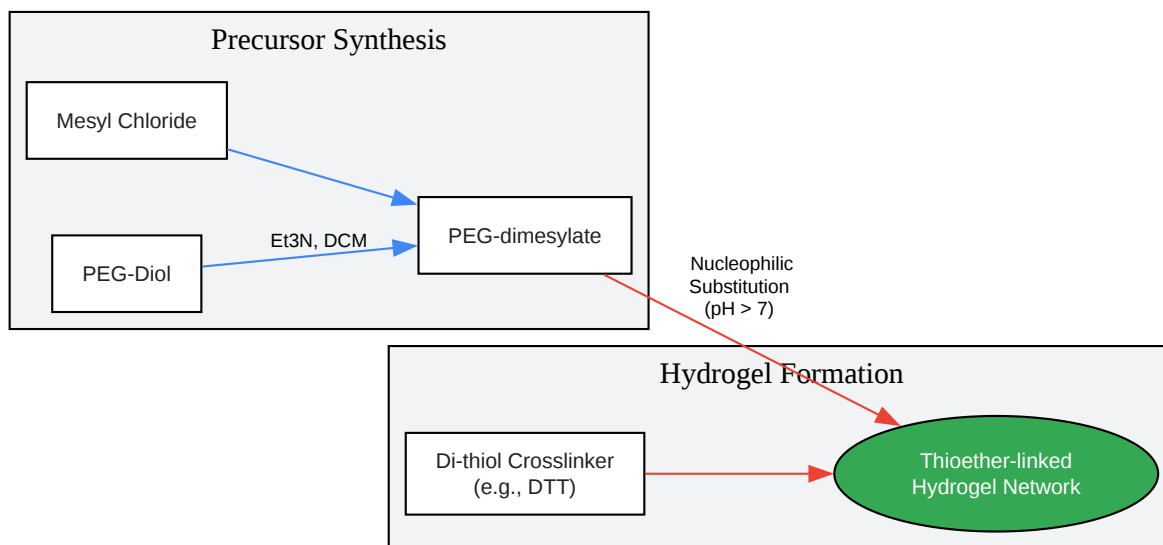 Precursor Synthesis
Mesyl Chloride
PEG-Diol
Et3N, DCM
PEG-dimesylate
Nucleophilic
Substitution
(pH > 7)
Hydrogel Formation
Di-thiol Crosslinker
(e.g., DTT)
Thioether-linked
Hydrogel Network